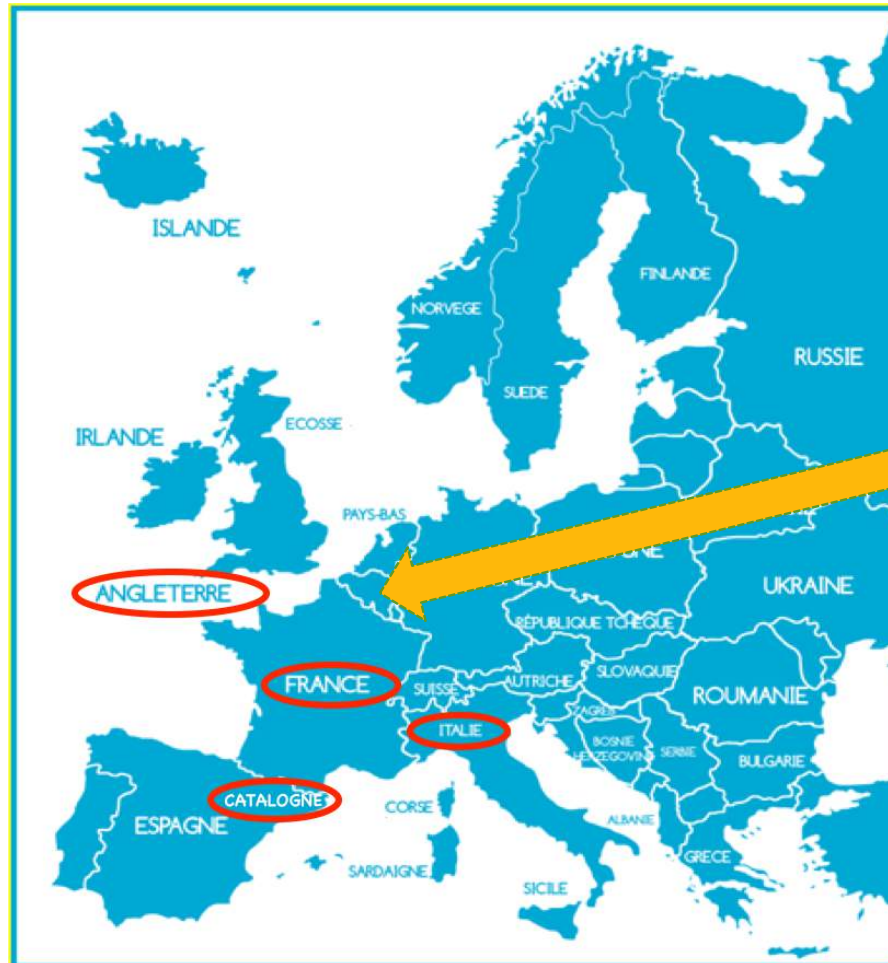 ISLANDE
FINLANDE
NORVEGE
RUSSIE
SUEDE
ECOSSE
IRLANDE
PAYS-BAS
UKRAINE
ANGLETERRE
RÉPUBLIQUE TCHEQUE
SLOVAQUIE
AUTRICHE
FRANCE
SUISSE
ROUMANIE
ZAGREB
ITALIE
BOSNIE
HERZEGOVINE
SERBIE
BULGARIE
CATALOGNE
CORSE
ESPAGNE
ALBANIE
GRECE
SARDAIGNE
SICILE